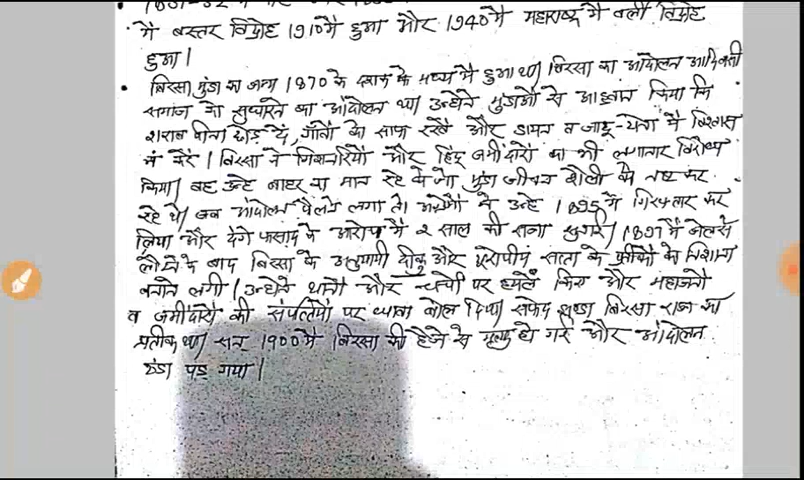 में बस्तर विद्रोह 1910 में हुआ और 1940 में महाराष्ट्र में वर्ली विद्रोह
हुआ।
• बिरसा मुंडा का जन्म 1870 के दशक के मध्य में हुआ था। बिरसा का आंदोलन आदिवासी
समाज को सुधारने का आंदोलन था। उन्होंने मुंडाओं से आह्वान किया कि
शराब पीना छोड़ दें, गाँवों को साफ रखें और डायन व जादू-टोना में विश्वास
न करें। बिरसा ने मिशनरियों और हिंदू जमींदारों का भी लगातार विरोध
किया। वह उन्हें बाहर का मान रहे थे जो मुंडा जीवन शैली को नष्ट कर
रहे थे। जब आंदोलन फैलने लगा तो अंग्रेजों ने उन्हें 1895 में गिरफ्तार कर
लिया और दंगे फसाद के आरोप में 2 साल की सजा सुनाई। 1897 में जेल से
लौटने के बाद बिरसा के अनुयायी दीकु और यूरोपीय सत्ता के प्रतीकों को निशाना
बनाने लगे। उन्होंने थानों और चर्चों पर हमले किए और महाजनों
व जमींदारों की संपत्तियों पर धावा बोल दिया। सफेद झण्डा बिरसा राज का
प्रतीक था। सन् 1900 में बिरसा की हैजे से मृत्यु हो गई और आंदोलन
ठंडा पड़ गया।